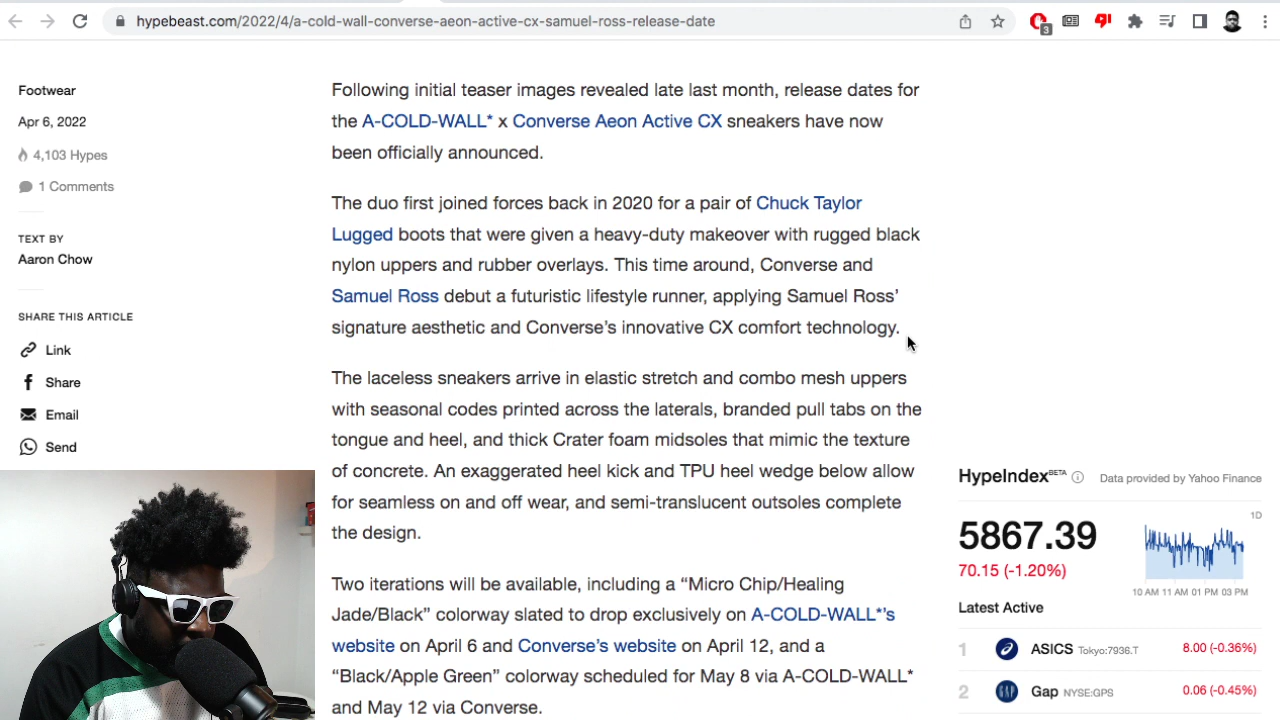 hypebeast.com/2022/4/a-cold-wall-converse-aeon-active-cx-samuel-ross-release-date
3
Footwear
Apr 6, 2022
4,103 Hypes
1 Comments
TEXT BY
Aaron Chow
SHARE THIS ARTICLE
Link
Share
Email
Send
Following initial teaser images revealed late last month, release dates for
the A-COLD-WALL* x Converse Aeon Active CX sneakers have now
been officially announced.
The duo first joined forces back in 2020 for a pair of Chuck Taylor
Lugged boots that were given a heavy-duty makeover with rugged black
nylon uppers and rubber overlays. This time around, Converse and
Samuel Ross debut a futuristic lifestyle runner, applying Samuel Ross’
signature aesthetic and Converse’s innovative CX comfort technology.
The laceless sneakers arrive in elastic stretch and combo mesh uppers
with seasonal codes printed across the laterals, branded pull tabs on the
tongue and heel, and thick Crater foam midsoles that mimic the texture
of concrete. An exaggerated heel kick and TPU heel wedge below allow
for seamless on and off wear, and semi-translucent outsoles complete
the design.
Two iterations will be available, including a “Micro Chip/Healing
Jade/Black” colorway slated to drop exclusively on A-COLD-WALL*’s
website on April 6 and Converse’s website on April 12, and a
“Black/Apple Green” colorway scheduled for May 8 via A-COLD-WALL*
and May 12 via Converse.
HypeIndex BETA Data provided by Yahoo Finance
5867.39
70.15 (-1.20%)
1D
10 AM 11 AM 01 PM 03 PM
Latest Active
1 ASICS Tokyo:7936.T 8.00 (-0.36%)
2 GAP Gap NYSE:GPS 0.06 (-0.45%)